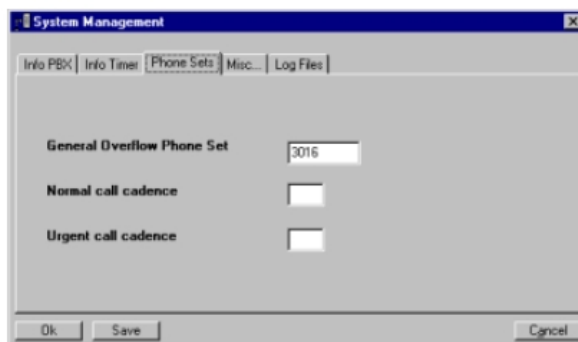 System Management
Info PBX Info Timer Phone Sets Misc... Log Files
General Overflow Phone Set 3016
Normal call cadence
Urgent call cadence
Ok Save Cancel